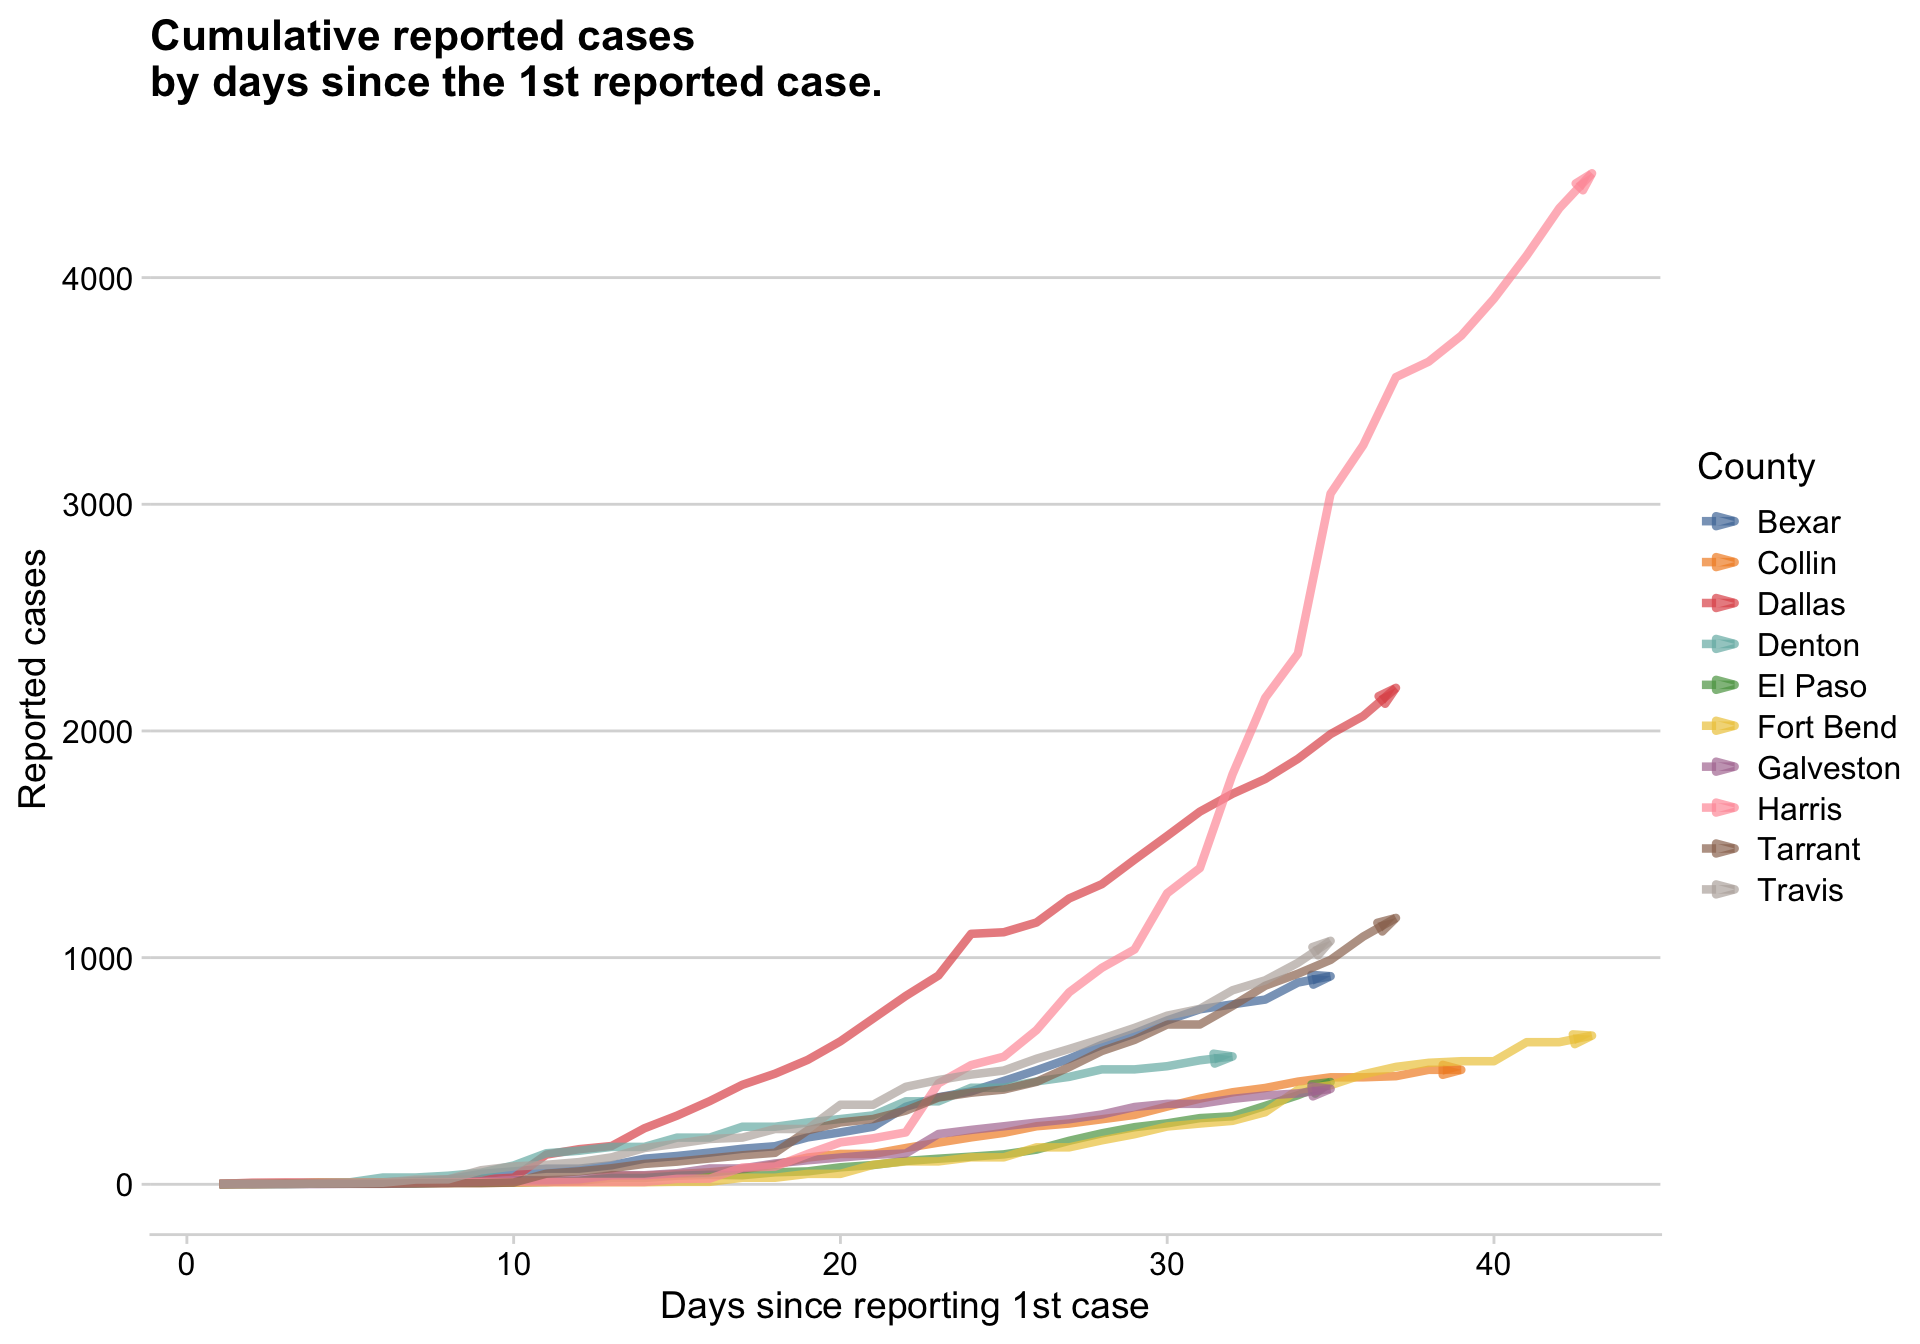 Cumulative reported cases
by days since the 1st reported case.
Reported cases
4000
3000
2000
1000
0
0 10 20 30 40
Days since reporting 1st case
County
Bexar
Collin
Dallas
Denton
El Paso
Fort Bend
Galveston
Harris
Tarrant
Travis